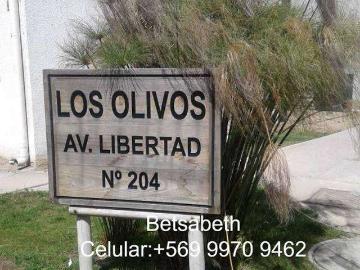 LOS OLIVOS
AV. LIBERTAD
Nº 204
Betsabeth
Celular:+569 9970 9462